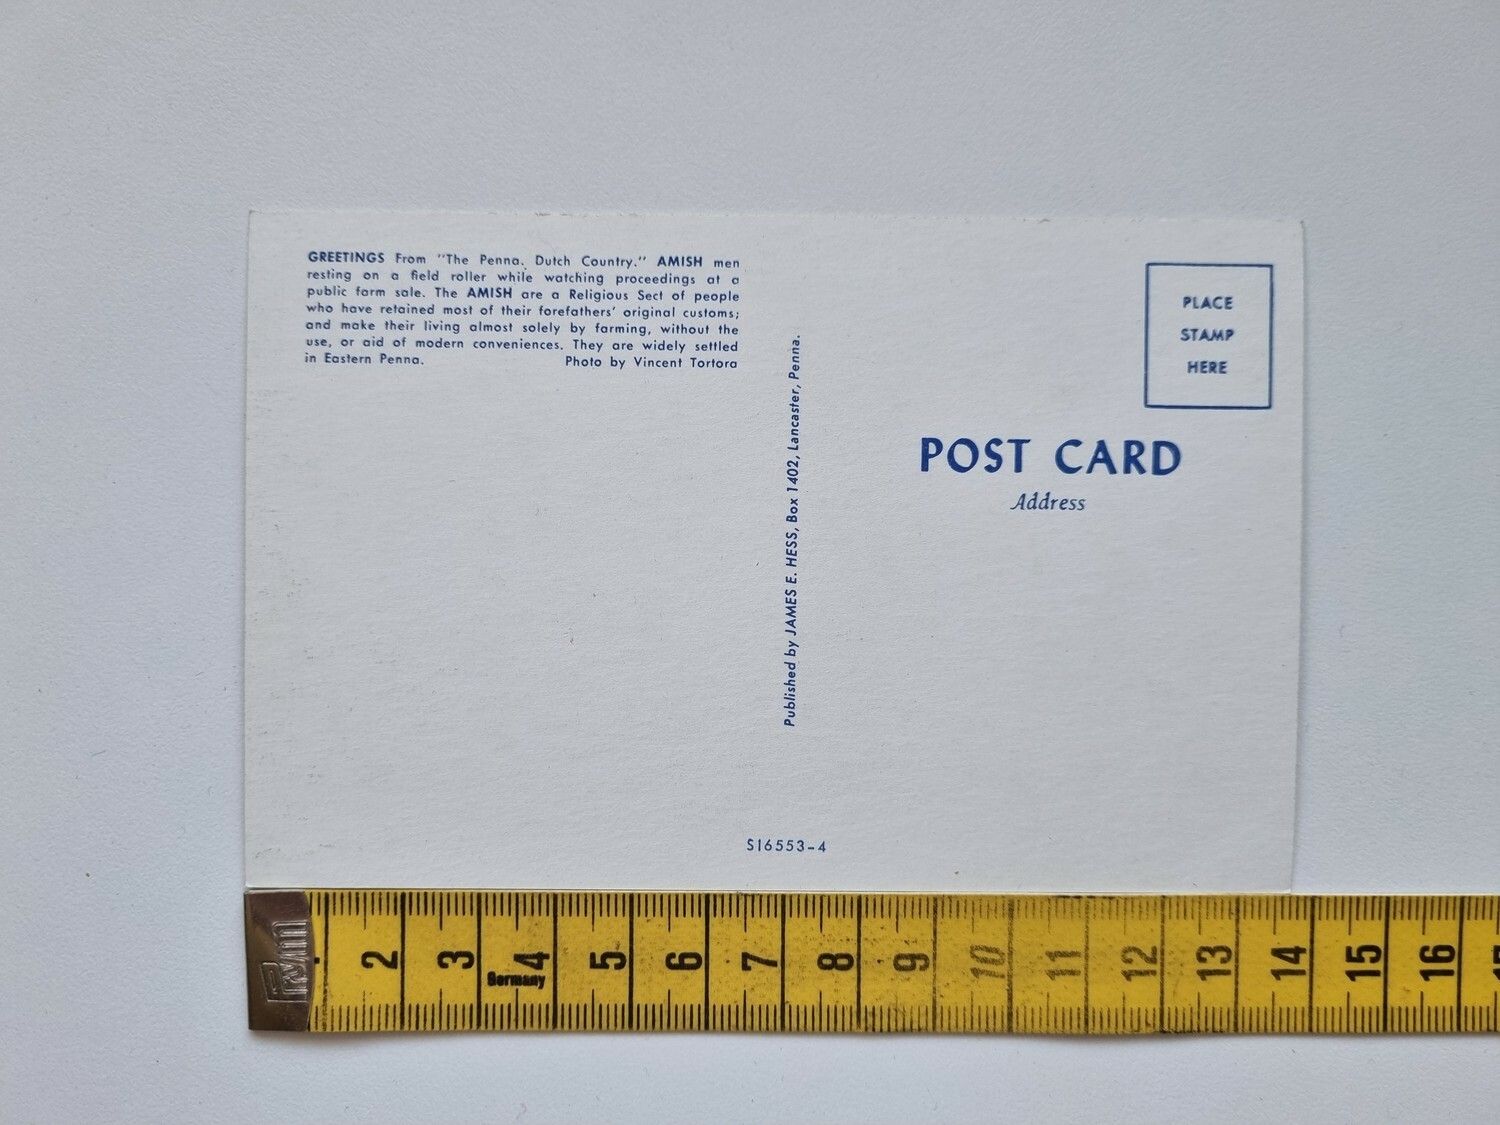 GREETINGS From "The Penna. Dutch Country." AMISH men
resting on a field roller while watching proceedings at a
public farm sale. The AMISH are a Religious Sect of people
who have retained most of their forefathers' original customs;
and make their living almost solely by farming, without the
use, or aid of modern conveniences. They are widely settled
in Eastern Penna. Photo by Vincent Tortora
Published by JAMES E. HESS, Box 1402, Lancaster, Penna.
PLACE
STAMP
HERE
POST CARD
Address
S16553-4
2 3 4 5 6 7 8 9 10 11 12 13 14 15 16
Germany